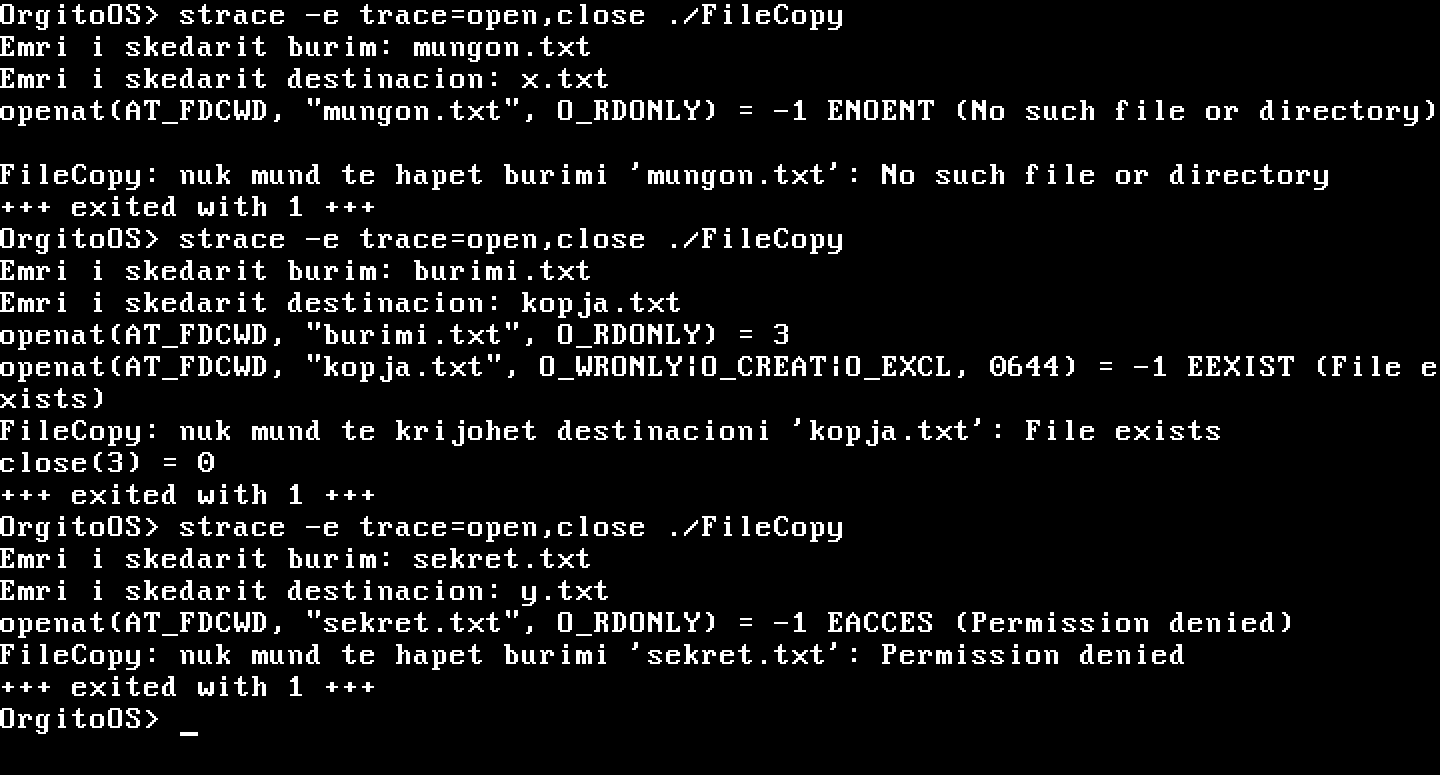 OrgitoOS> strace -e trace=open,close ./FileCopy
Emri i skedarit burim: mungon.txt
Emri i skedarit destinacion: x.txt
openat(AT_FDCWD, "mungon.txt", O_RDONLY) = -1 ENOENT (No such file or directory)
FileCopy: nuk mund te hapet burimi 'mungon.txt': No such file or directory
+++ exited with 1 +++
OrgitoOS> strace -e trace=open,close ./FileCopy
Emri i skedarit burim: burimi.txt
Emri i skedarit destinacion: kopja.txt
openat(AT_FDCWD, "burimi.txt", O_RDONLY) = 3
openat(AT_FDCWD, "kopja.txt", O_WRONLY|O_CREAT|O_EXCL, 0644) = -1 EEXIST (File e
xists)
FileCopy: nuk mund te krijohet destinacioni 'kopja.txt': File exists
close(3) = 0
+++ exited with 1 +++
OrgitoOS> strace -e trace=open,close ./FileCopy
Emri i skedarit burim: sekret.txt
Emri i skedarit destinacion: y.txt
openat(AT_FDCWD, "sekret.txt", O_RDONLY) = -1 EACCES (Permission denied)
FileCopy: nuk mund te hapet burimi 'sekret.txt': Permission denied
+++ exited with 1 +++
OrgitoOS> _